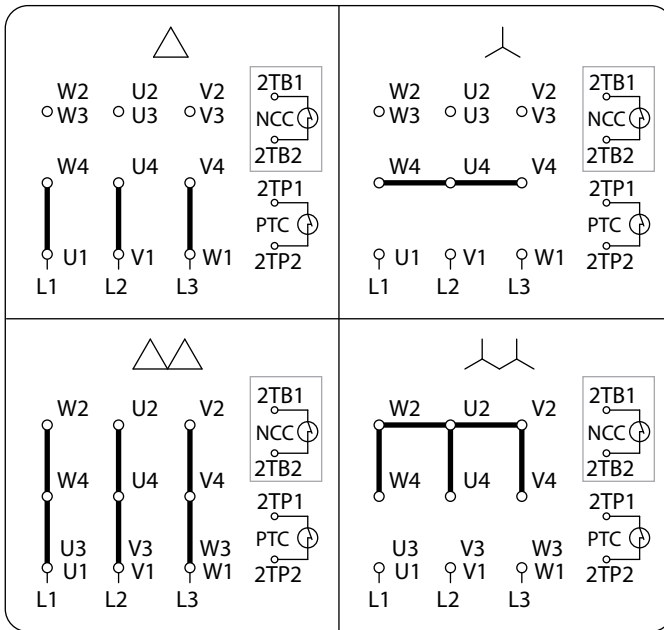 W2 U2 V2 2TB1
W3 U3 V3 NCC
2TB2
W4 U4 V4
2TP1
PTC
U1 V1 W1 2TP2
L1 L2 L3
W2 U2 V2 2TB1
W3 U3 V3 NCC
2TB2
W4 U4 V4
2TP1
PTC
U1 V1 W1 2TP2
L1 L2 L3
W2 U2 V2 2TB1
NCC
2TB2
W4 U4 V4
2TP1
PTC
U3 V3 W3
U1 V1 W1 2TP2
L1 L2 L3
W2 U2 V2 2TB1
NCC
2TB2
W4 U4 V4
2TP1
PTC
U3 V3 W3
U1 V1 W1 2TP2
L1 L2 L3